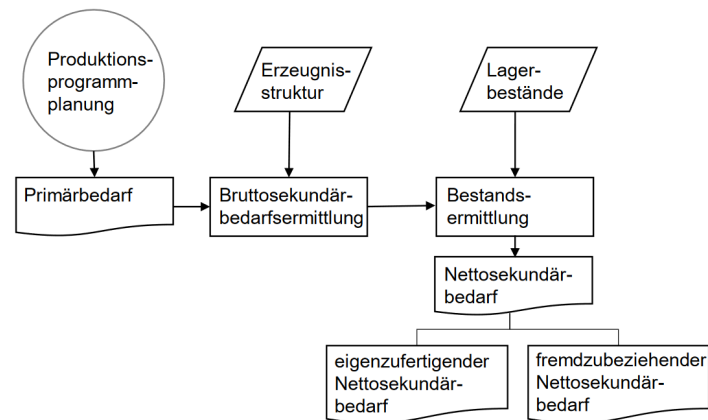 Produktions-
programm-
planung
Erzeugnis-
struktur
Lager-
bestände
Primärbedarf
Bruttosekundär-
bedarfsermittlung
Bestands-
ermittlung
Nettosekundär-
bedarf
eigenzufertigender
Nettosekundär-
bedarf
fremdzubeziehender
Nettosekundär-
bedarf